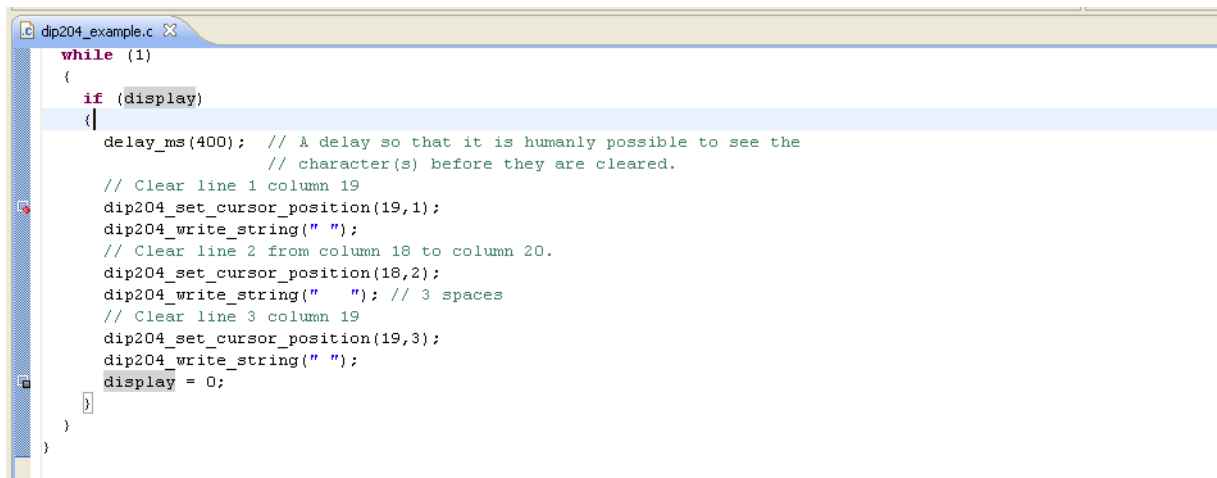 dip204_example.c
while (1)
{
if (display)
{
delay_ms(400); // A delay so that it is humanly possible to see the
// character(s) before they are cleared.
// Clear line 1 column 19
dip204_set_cursor_position(19,1);
dip204_write_string(" ");
// Clear line 2 from column 18 to column 20.
dip204_set_cursor_position(18,2);
dip204_write_string("   "); // 3 spaces
// Clear line 3 column 19
dip204_set_cursor_position(19,3);
dip204_write_string(" ");
display = 0;
}
}
}